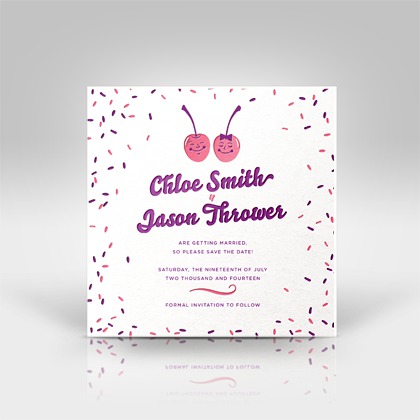 Chloe Smith
&
Jason Thrower
ARE GETTING MARRIED,
SO PLEASE SAVE THE DATE!
SATURDAY, THE NINETEENTH OF JULY
TWO THOUSAND AND FOURTEEN
FORMAL INVITATION TO FOLLOW